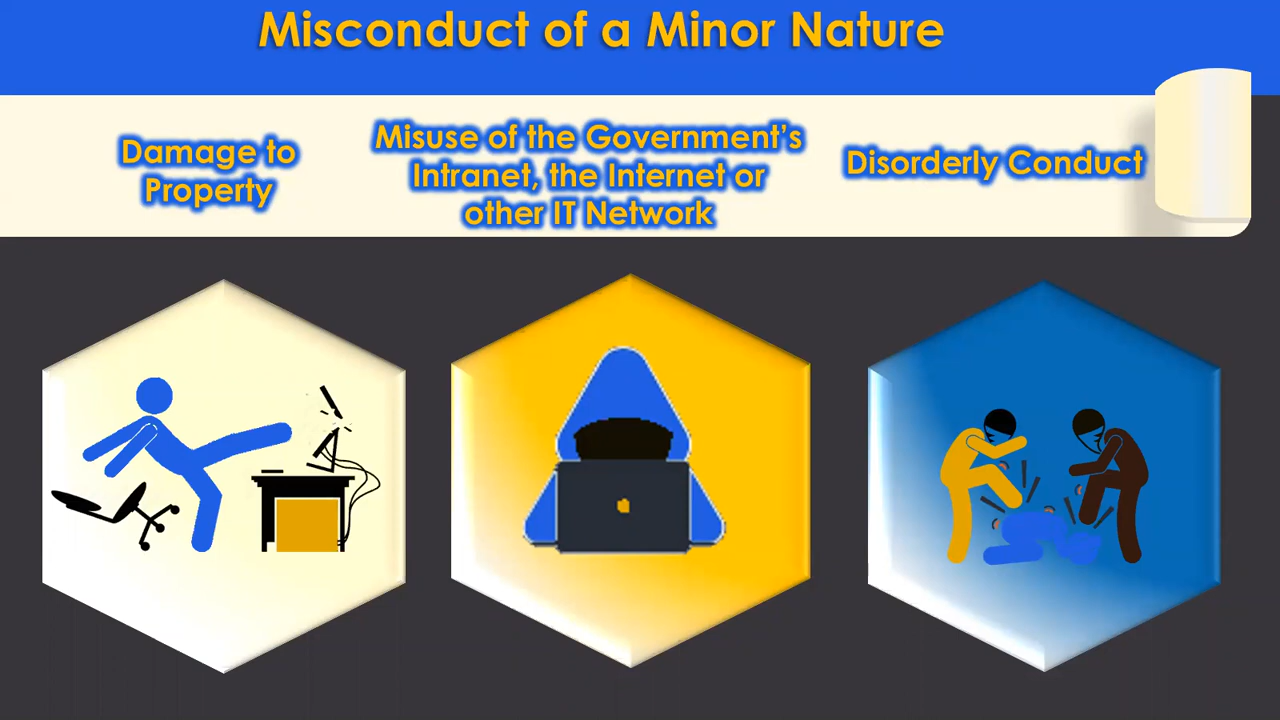 Misconduct of a Minor Nature
Damage to
Property
Misuse of the Government's
Intranet, the Internet or
other IT Network
Disorderly Conduct